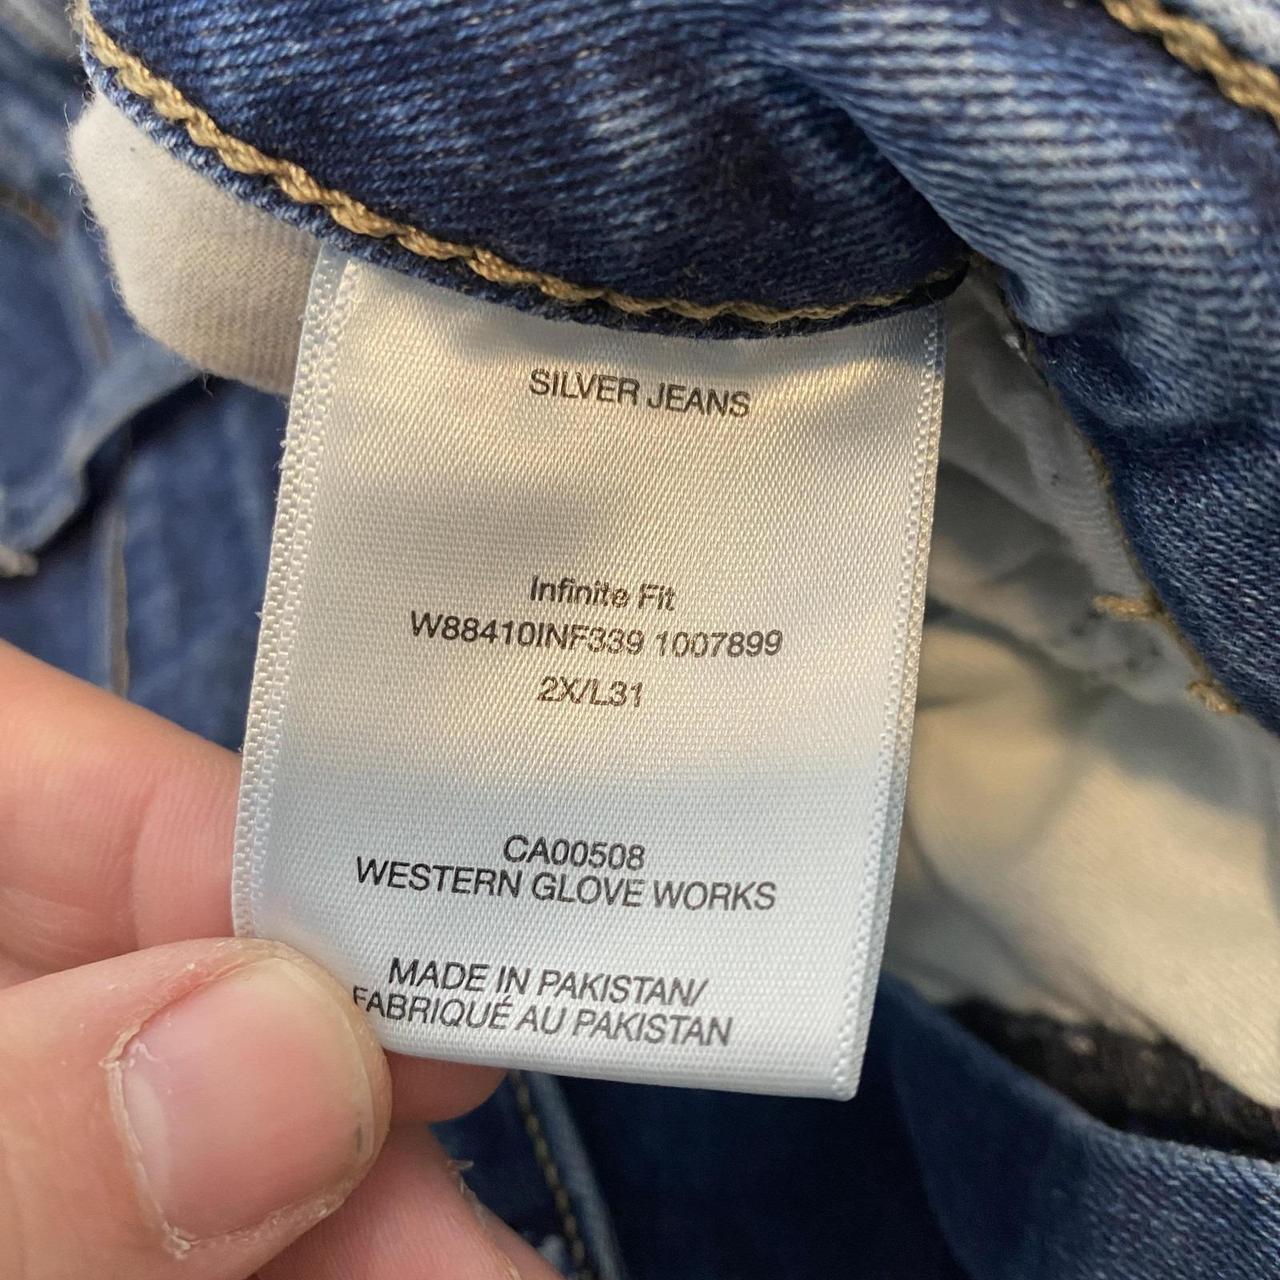 SILVER JEANS
Infinite Fit
W88410INF339 1007899
2X/L31
CA00508
WESTERN GLOVE WORKS
MADE IN PAKISTAN/
FABRIQUÉ AU PAKISTAN